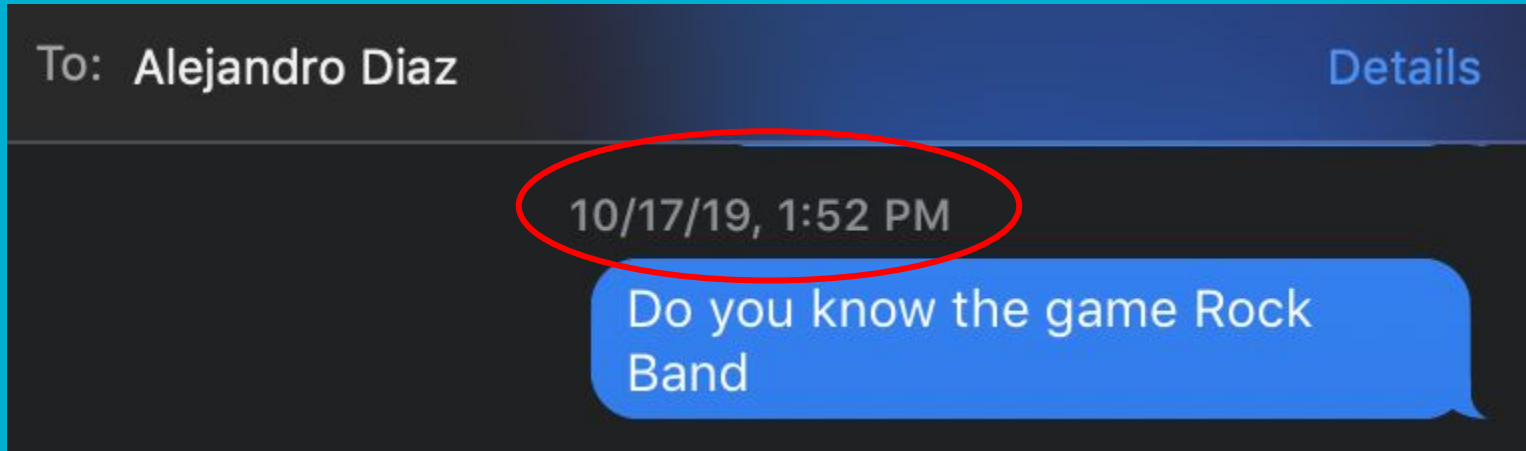 To: Alejandro Diaz
Details
10/17/19, 1:52 PM
Do you know the game Rock
Band